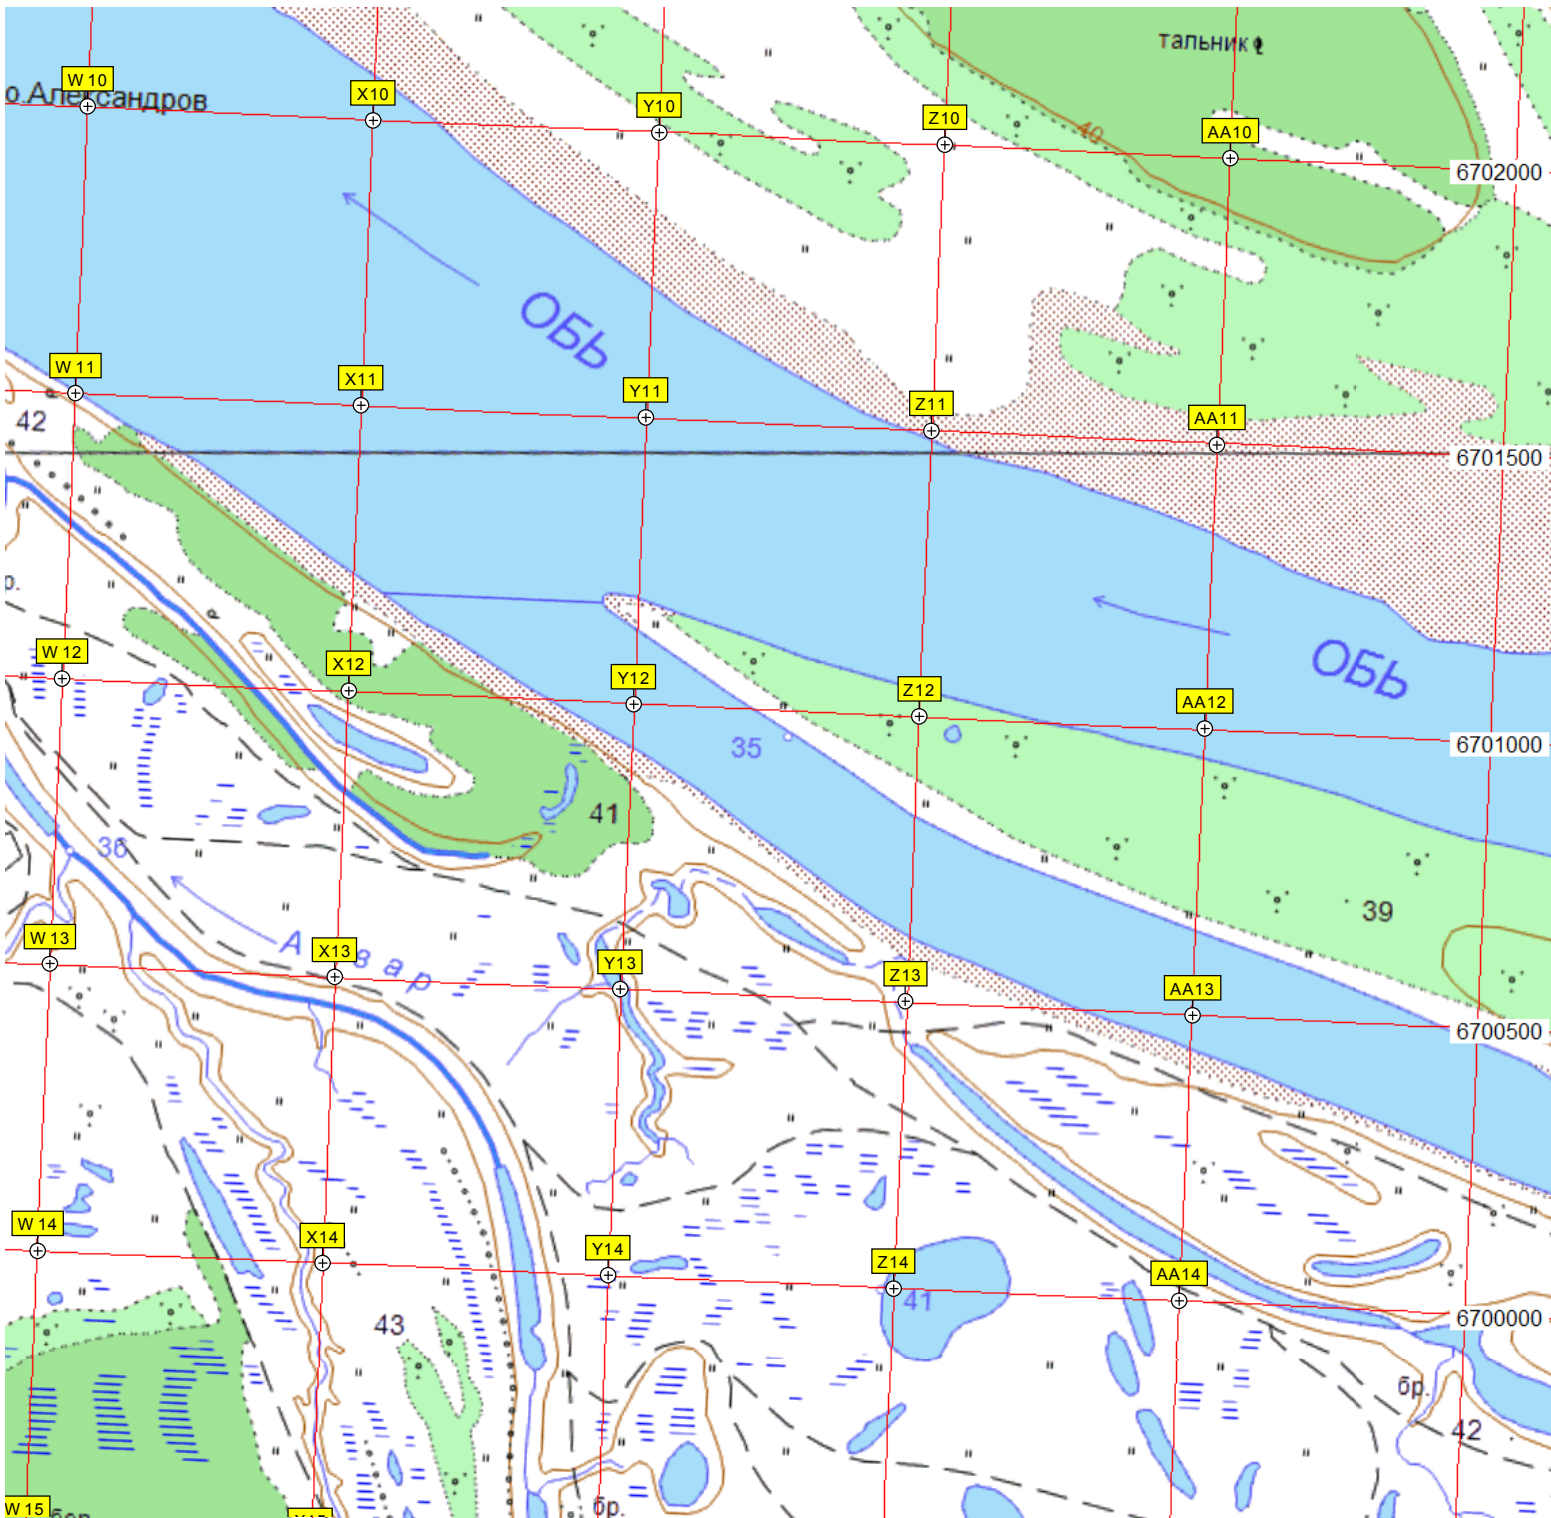 тальник
W 10
X10
Y10
Z10
AA10
о.Александров
40
6702000
ОБЬ
W 11
X11
Y11
Z11
AA11
42
6701500
р.
ОБЬ
W 12
X12
Y12
Z12
AA12
35
6701000
41
36
39
W 13
X13
Y13
Z13
AA13
6700500
W 14
X14
Y14
Z14
AA14
41
43
6700000
бр.
42
W 15
бр.